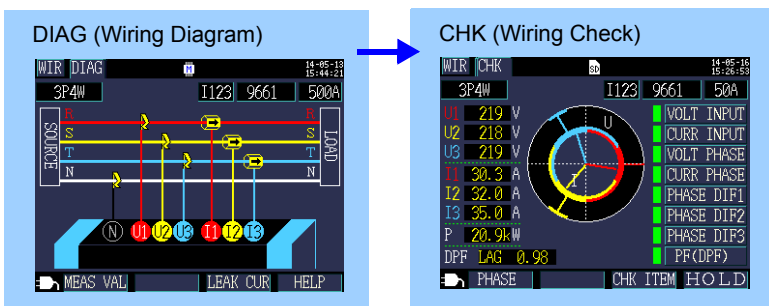 DIAG (Wiring Diagram)
WIR DIAG M 14-05-13
15:44:21
3P4W I123 9661 500A
R R
S S
T T
N N
SOURCE LOAD
N U1 U2 U3 I1 I2 I3
MEAS VAL LEAK CUR HELP
CHK (Wiring Check)
WIR CHK SD 14-05-16
15:26:53
3P4W I123 9661 50A
U1 219 V U VOLT INPUT
U2 218 V CURR INPUT
U3 219 V VOLT PHASE
I1 30.3 A CURR PHASE
I2 32.0 A I PHASE DIF1
I3 35.0 A PHASE DIF2
P 20.9kW PHASE DIF3
DPF LAG 0.98 PF(DPF)
PHASE CHK ITEM HOLD